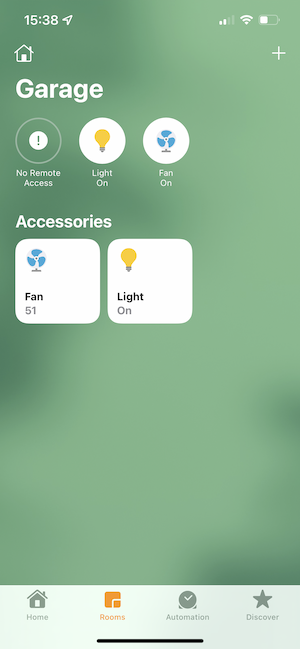 15:38
Garage
No Remote
Access
Light
On
Fan
On
Accessories
Fan
51
Light
On
Home
Rooms
Automation
Discover